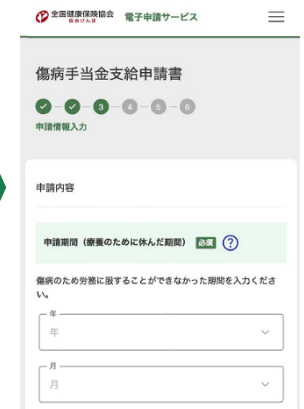 全国健康保険協会 電子申請サービス
協会けんぽ
傷病手当金支給申請書
3 4 5 6
申請情報入力
申請内容
申請期間（療養のために休んだ期間） 必須 ?
傷病のため労務に服することができなかった期間を入力くださ
い。
年
年
月
月